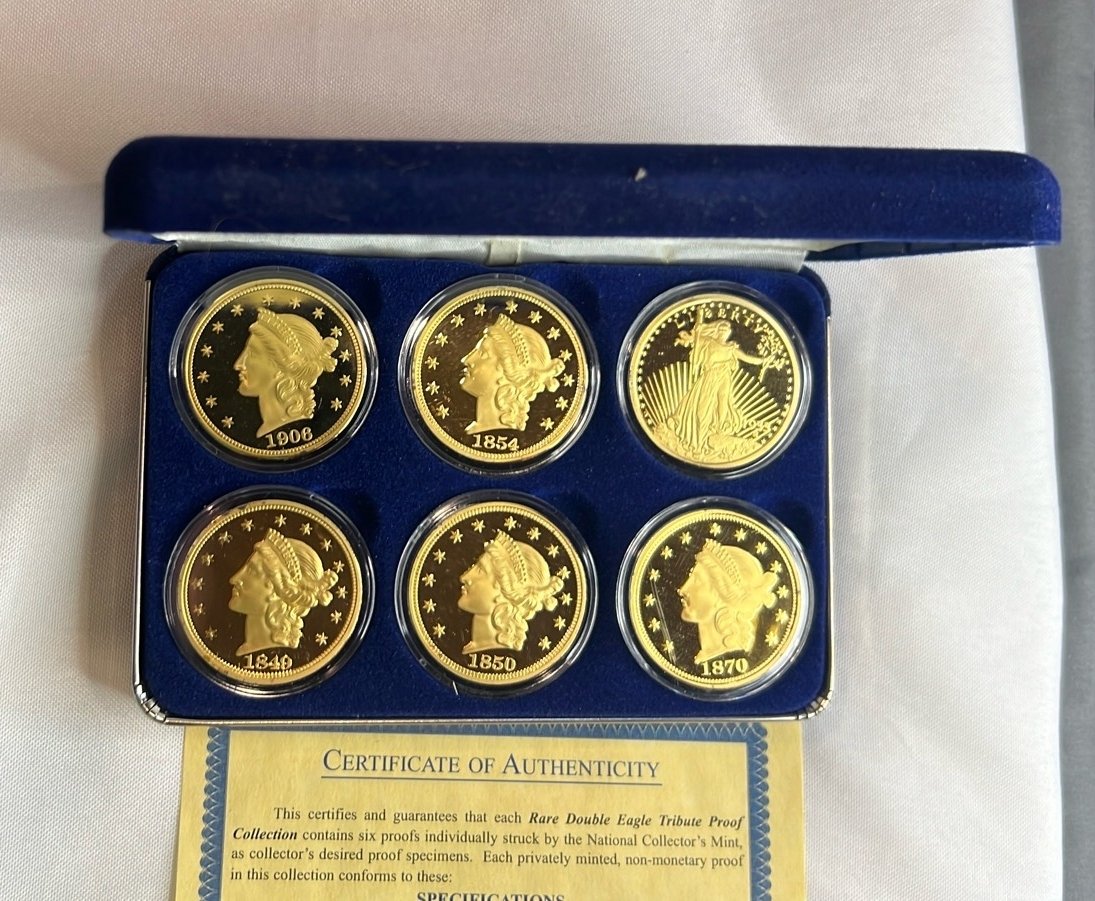 1906
1854
LIBERTY
1849
1850
1870
CERTIFICATE OF AUTHENTICITY
This certifies and guarantees that each Rare Double Eagle Tribute Proof
Collection contains six proofs individually struck by the National Collector's Mint,
as collector's desired proof specimens. Each privately minted, non-monetary proof
in this collection conforms to these:
SPECIFICATIONS